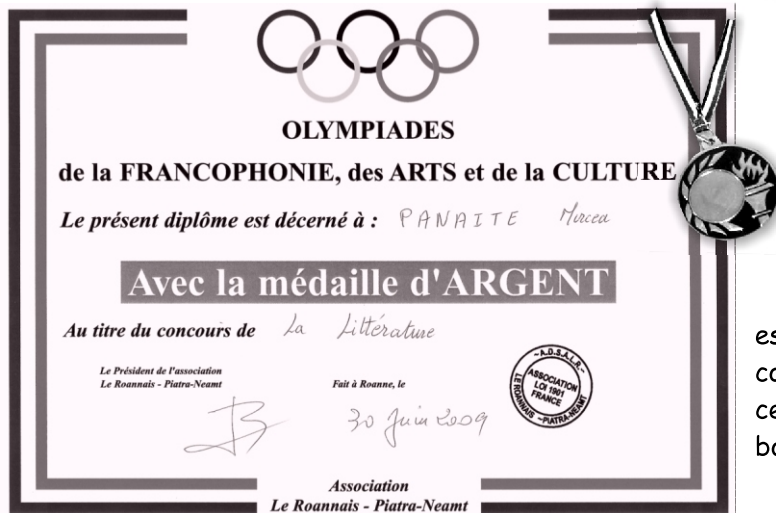 OLYMPIADES
de la FRANCOPHONIE, des ARTS et de la CULTURE
Le présent diplôme est décerné à : PANAITE Mircea
Avec la médaille d'ARGENT
Au titre du concours de La Littérature
Le Président de l'association
Le Roannais - Piatra-Neamt
Fait à Roanne, le
30 Juin 2009
~A.D.S.A.L.R.~
ASSOCIATION
LOI 1901
FRANCE
LE ROANNAIS - PIATRA-NEAMT
Association
Le Roannais - Piatra-Neamt
es
ce
bo